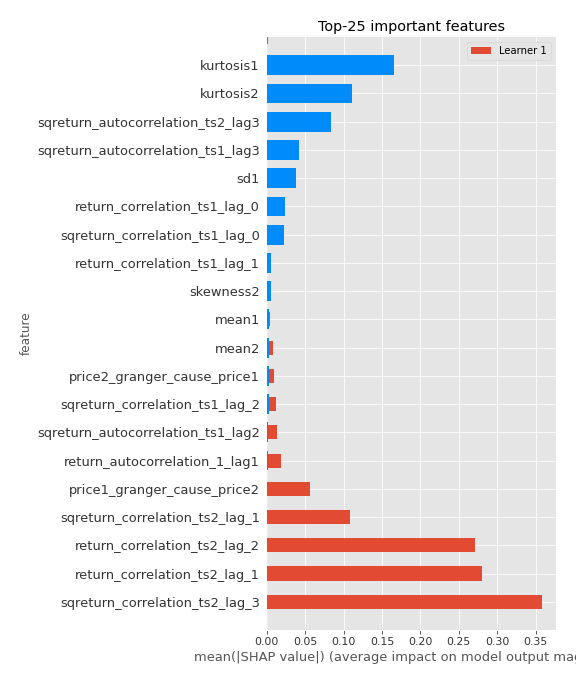 Top-25 important features
Learner 1
kurtosis1
kurtosis2
sqreturn_autocorrelation_ts2_lag3
sqreturn_autocorrelation_ts1_lag3
sd1
return_correlation_ts1_lag_0
sqreturn_correlation_ts1_lag_0
return_correlation_ts1_lag_1
skewness2
mean1
mean2
price2_granger_cause_price1
sqreturn_correlation_ts1_lag_2
sqreturn_autocorrelation_ts1_lag2
return_autocorrelation_1_lag1
price1_granger_cause_price2
sqreturn_correlation_ts2_lag_1
return_correlation_ts2_lag_2
return_correlation_ts2_lag_1
sqreturn_correlation_ts2_lag_3
feature
0.00 0.05 0.10 0.15 0.20 0.25 0.30 0.35
mean(|SHAP value|) (average impact on model output mag